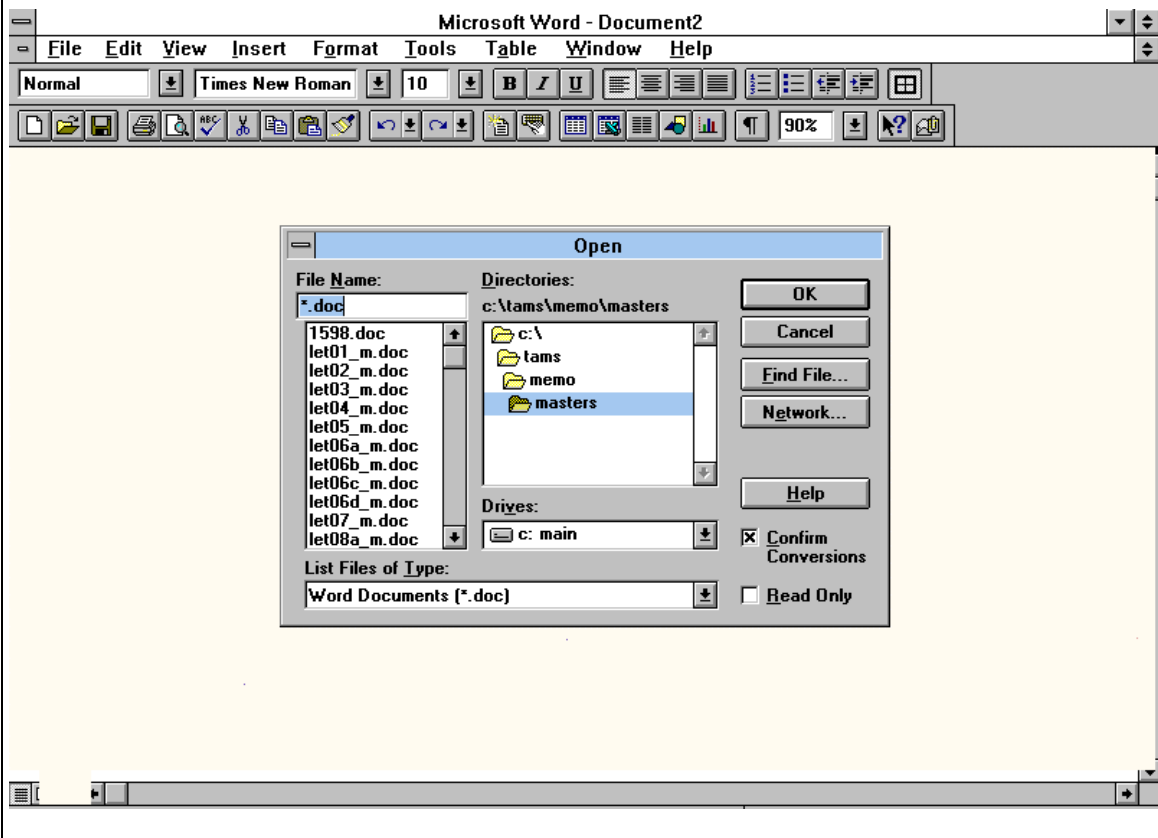 Microsoft Word - Document2
File Edit View Insert Format Tools Table Window Help
Normal Times New Roman 10 B I U
ABC ¶ 90% ?
Open
File Name:
*.doc
1598.doc
let01_m.doc
let02_m.doc
let03_m.doc
let04_m.doc
let05_m.doc
let06a_m.doc
let06b_m.doc
let06c_m.doc
let06d_m.doc
let07_m.doc
let08a_m.doc
Directories:
c:\tams\memo\masters
c:\
tams
memo
masters
Drives:
c: main
List Files of Type:
Word Documents (*.doc)
OK
Cancel
Find File...
Network...
Help
Confirm
Conversions
Read Only